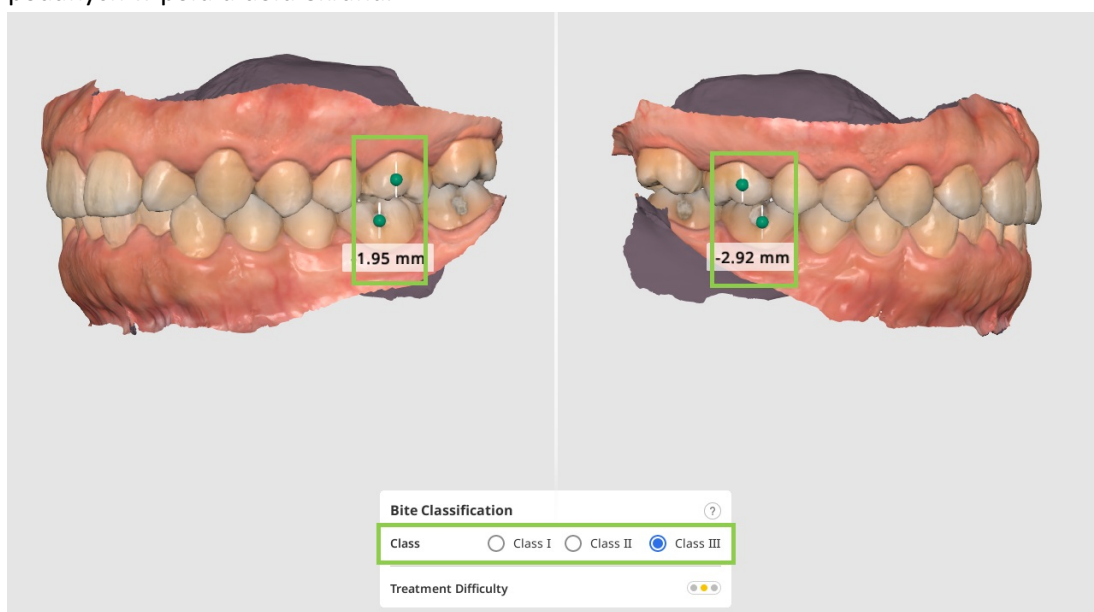 -1.95 mm
-2.92 mm
Bite Classification
?
Class
Class I
Class II
Class III
Treatment Difficulty